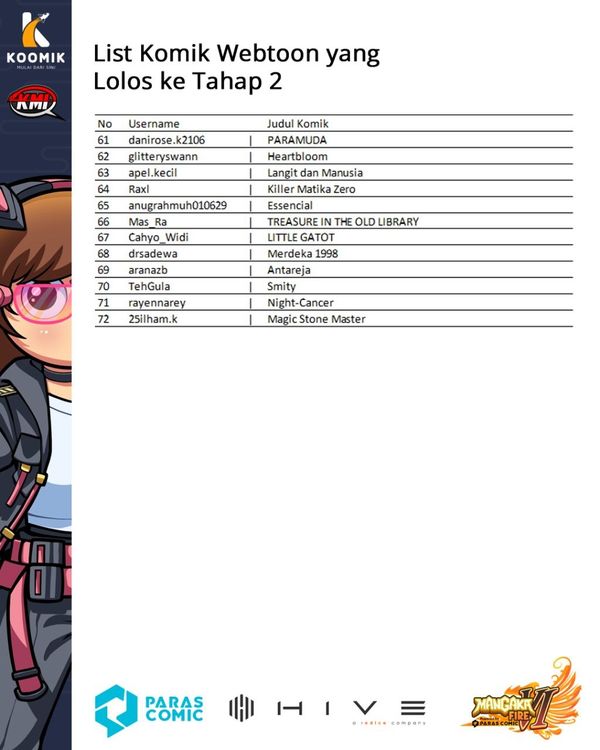 KOOMIK
MULAI DARI SINI
KMI
List Komik Webtoon yang
Lolos ke Tahap 2
No Username Judul Komik
61 danirose.k2106 | PARAMUDA
62 glitteryswann | Heartbloom
63 apel.kecil | Langit dan Manusia
64 Raxl | Killer Matika Zero
65 anugrahmuh010629 | Essencial
66 Mas_Ra | TREASURE IN THE OLD LIBRARY
67 Cahyo_Widi | LITTLE GATOT
68 drsadewa | Merdeka 1998
69 aranazb | Antareja
70 TehGula | Smity
71 rayennarey | Night-Cancer
72 25ilham.k | Magic Stone Master
PARAS
COMIC
HIVE
a redice company
MANGAKA
FIRE VI
PARAS COMIC